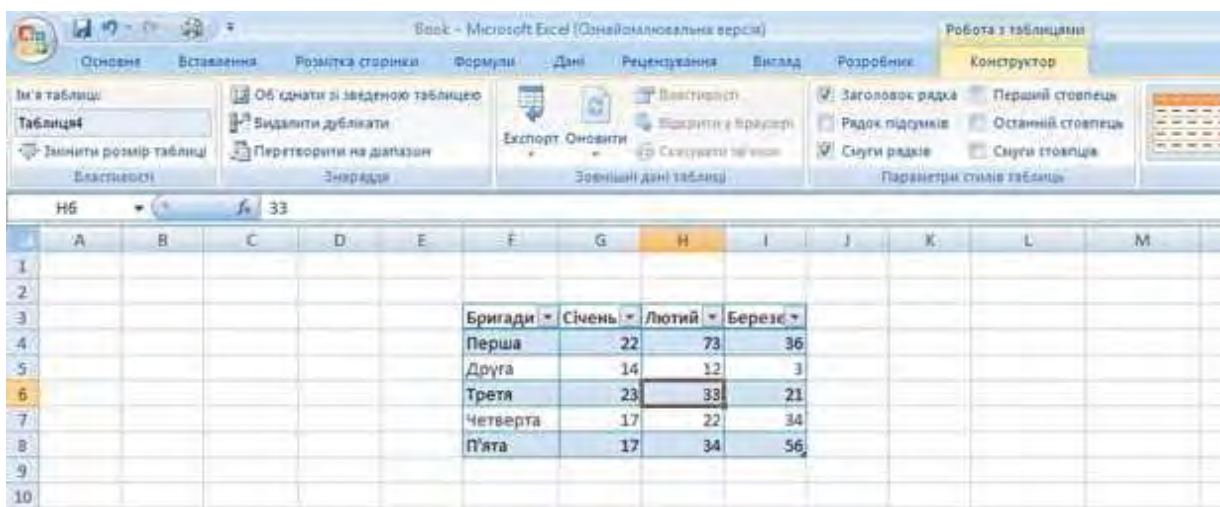 Book - Microsoft Excel (Ознайомлювальна версія) Робота з таблицями
Основне Вставлення Розмітка сторінки Формули Дані Рецензування Вигляд Розробник Конструктор
Ім'я таблиці: Об'єднати зі зведеною таблицею Властивості Заголовок рядка Перший стовпець
Таблиця4 Видалити дублікати Експорт Оновити Відкрити у браузері Рядок підсумків Останній стовпець
Змінити розмір таблиці Перетворити на діапазон Смуги рядків Смуги стовпців
Властивості Знаряддя Зовнішні дані таблиці Параметри стилів таблиць
H6 fx 33
A B C D E F G H I J K L M
1
2
3 Бригади Січень Лютий Березе
4 Перша 22 73 36
5 Друга 14 12 3
6 Третя 23 33 21
7 Четверта 17 22 34
8 П'ята 17 34 56
9
10